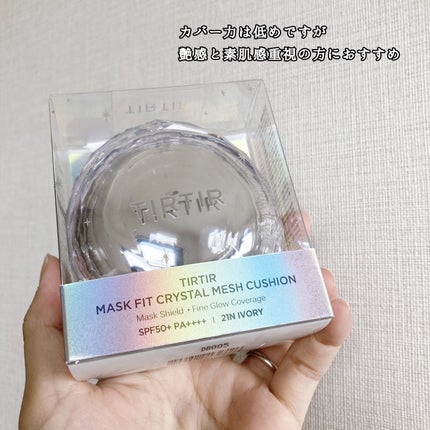 カバー力は低めですが
艶感と素肌感重視の方におすすめ
TIRTIR
TIRTIR
TIRTIR
MASK FIT CRYSTAL MESH CUSHION
Mask Shield • Fine Glow Coverage
SPF50+ PA++++ | 21N IVORY
DB005